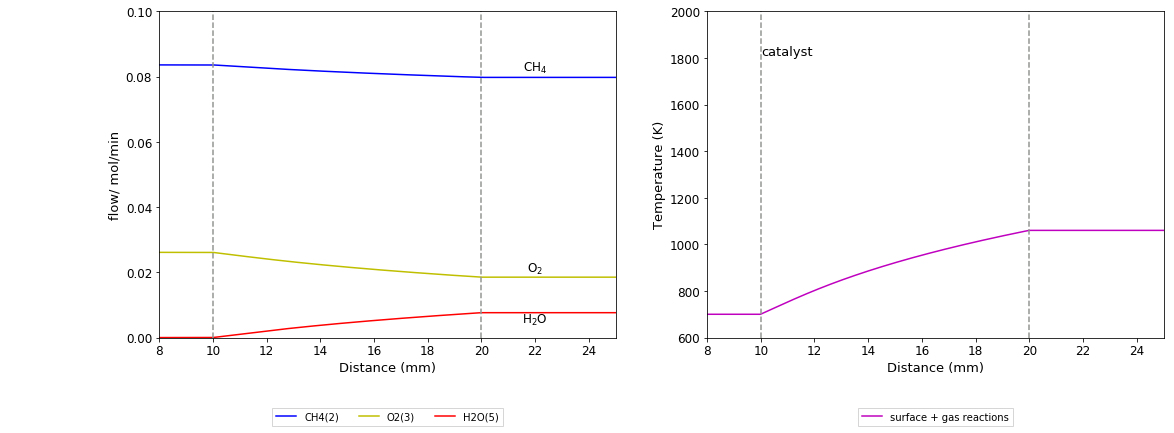 0.10
0.08
0.06
0.04
0.02
0.00
flow/ mol/min
CH₄
O₂
H₂O
8 10 12 14 16 18 20 22 24
Distance (mm)
CH4(2) O2(3) H2O(5)
2000
1800
1600
1400
1200
1000
800
600
Temperature (K)
catalyst
8 10 12 14 16 18 20 22 24
Distance (mm)
surface + gas reactions